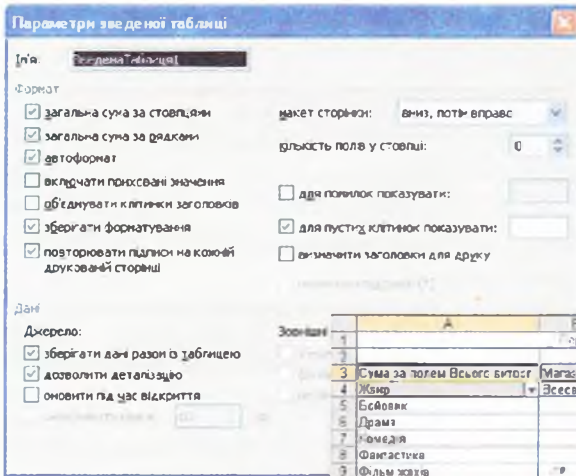 Параметри зведеної таблиці
Ім'я: ЗведенаТаблиця1
Формат
загальна сума за стовпцями
загальна сума за рядками
автоформат
включати приховані значення
об'єднувати клітинки заголовків
зберігати форматування
повторювати підписи на кожній
друкованій сторінці
макет сторінки: вниз, потім вправо
кількість полів у стовпці: 0
для помилок показувати:
для пустих клітинок показувати:
визначити заголовки для друку
Дані
Джерело:
зберігати дані разом із таблицею
дозволити деталізацію
оновити під час відкриття
Зовнішні
A
1
3 Сума за полем Всього витог Магаз
4 Жанр Всесв
5 Бойовик
6 Драма
7 Комедія
8 Фантастика
9 Фільм жахів